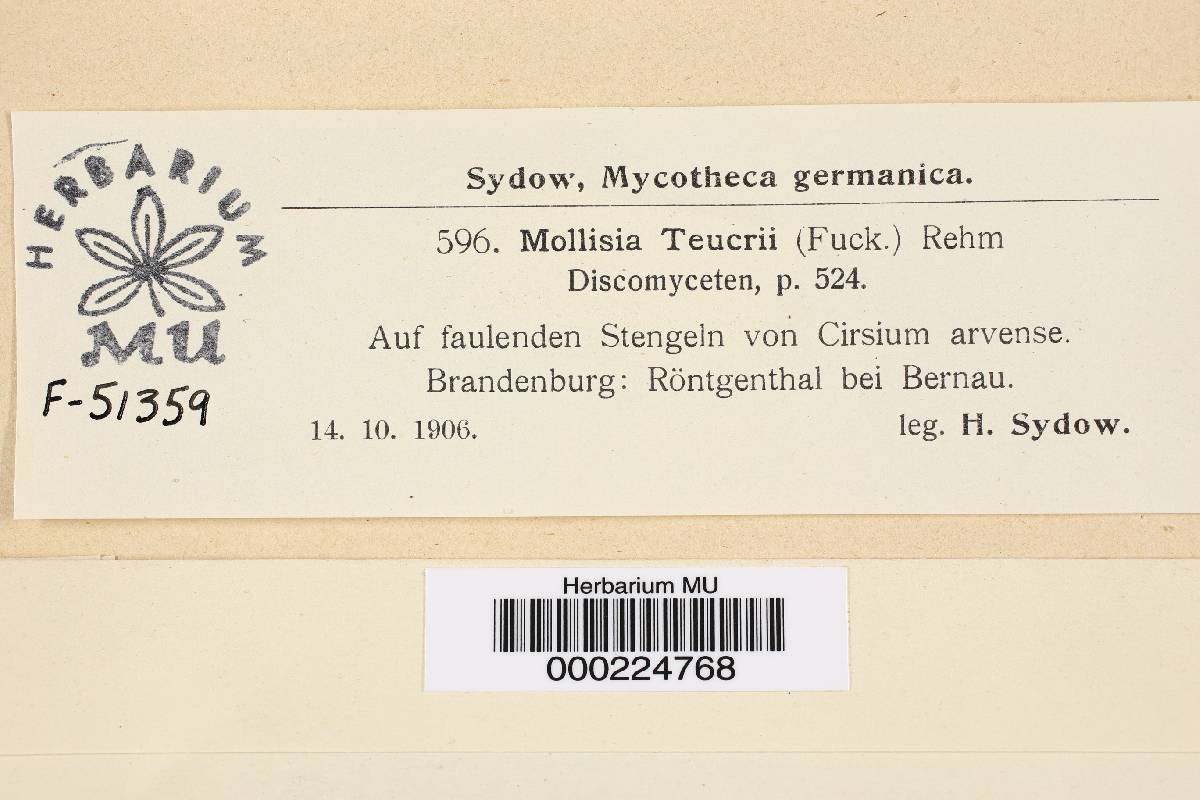 HERBARIUM
MU
F-51359
Sydow, Mycotheca germanica.
596. Mollisia Teucrii (Fuck.) Rehm
Discomyceten, p. 524.
Auf faulenden Stengeln von Cirsium arvense.
Brandenburg: Röntgenthal bei Bernau.
14. 10. 1906. leg. H. Sydow.
Herbarium MU
000224768